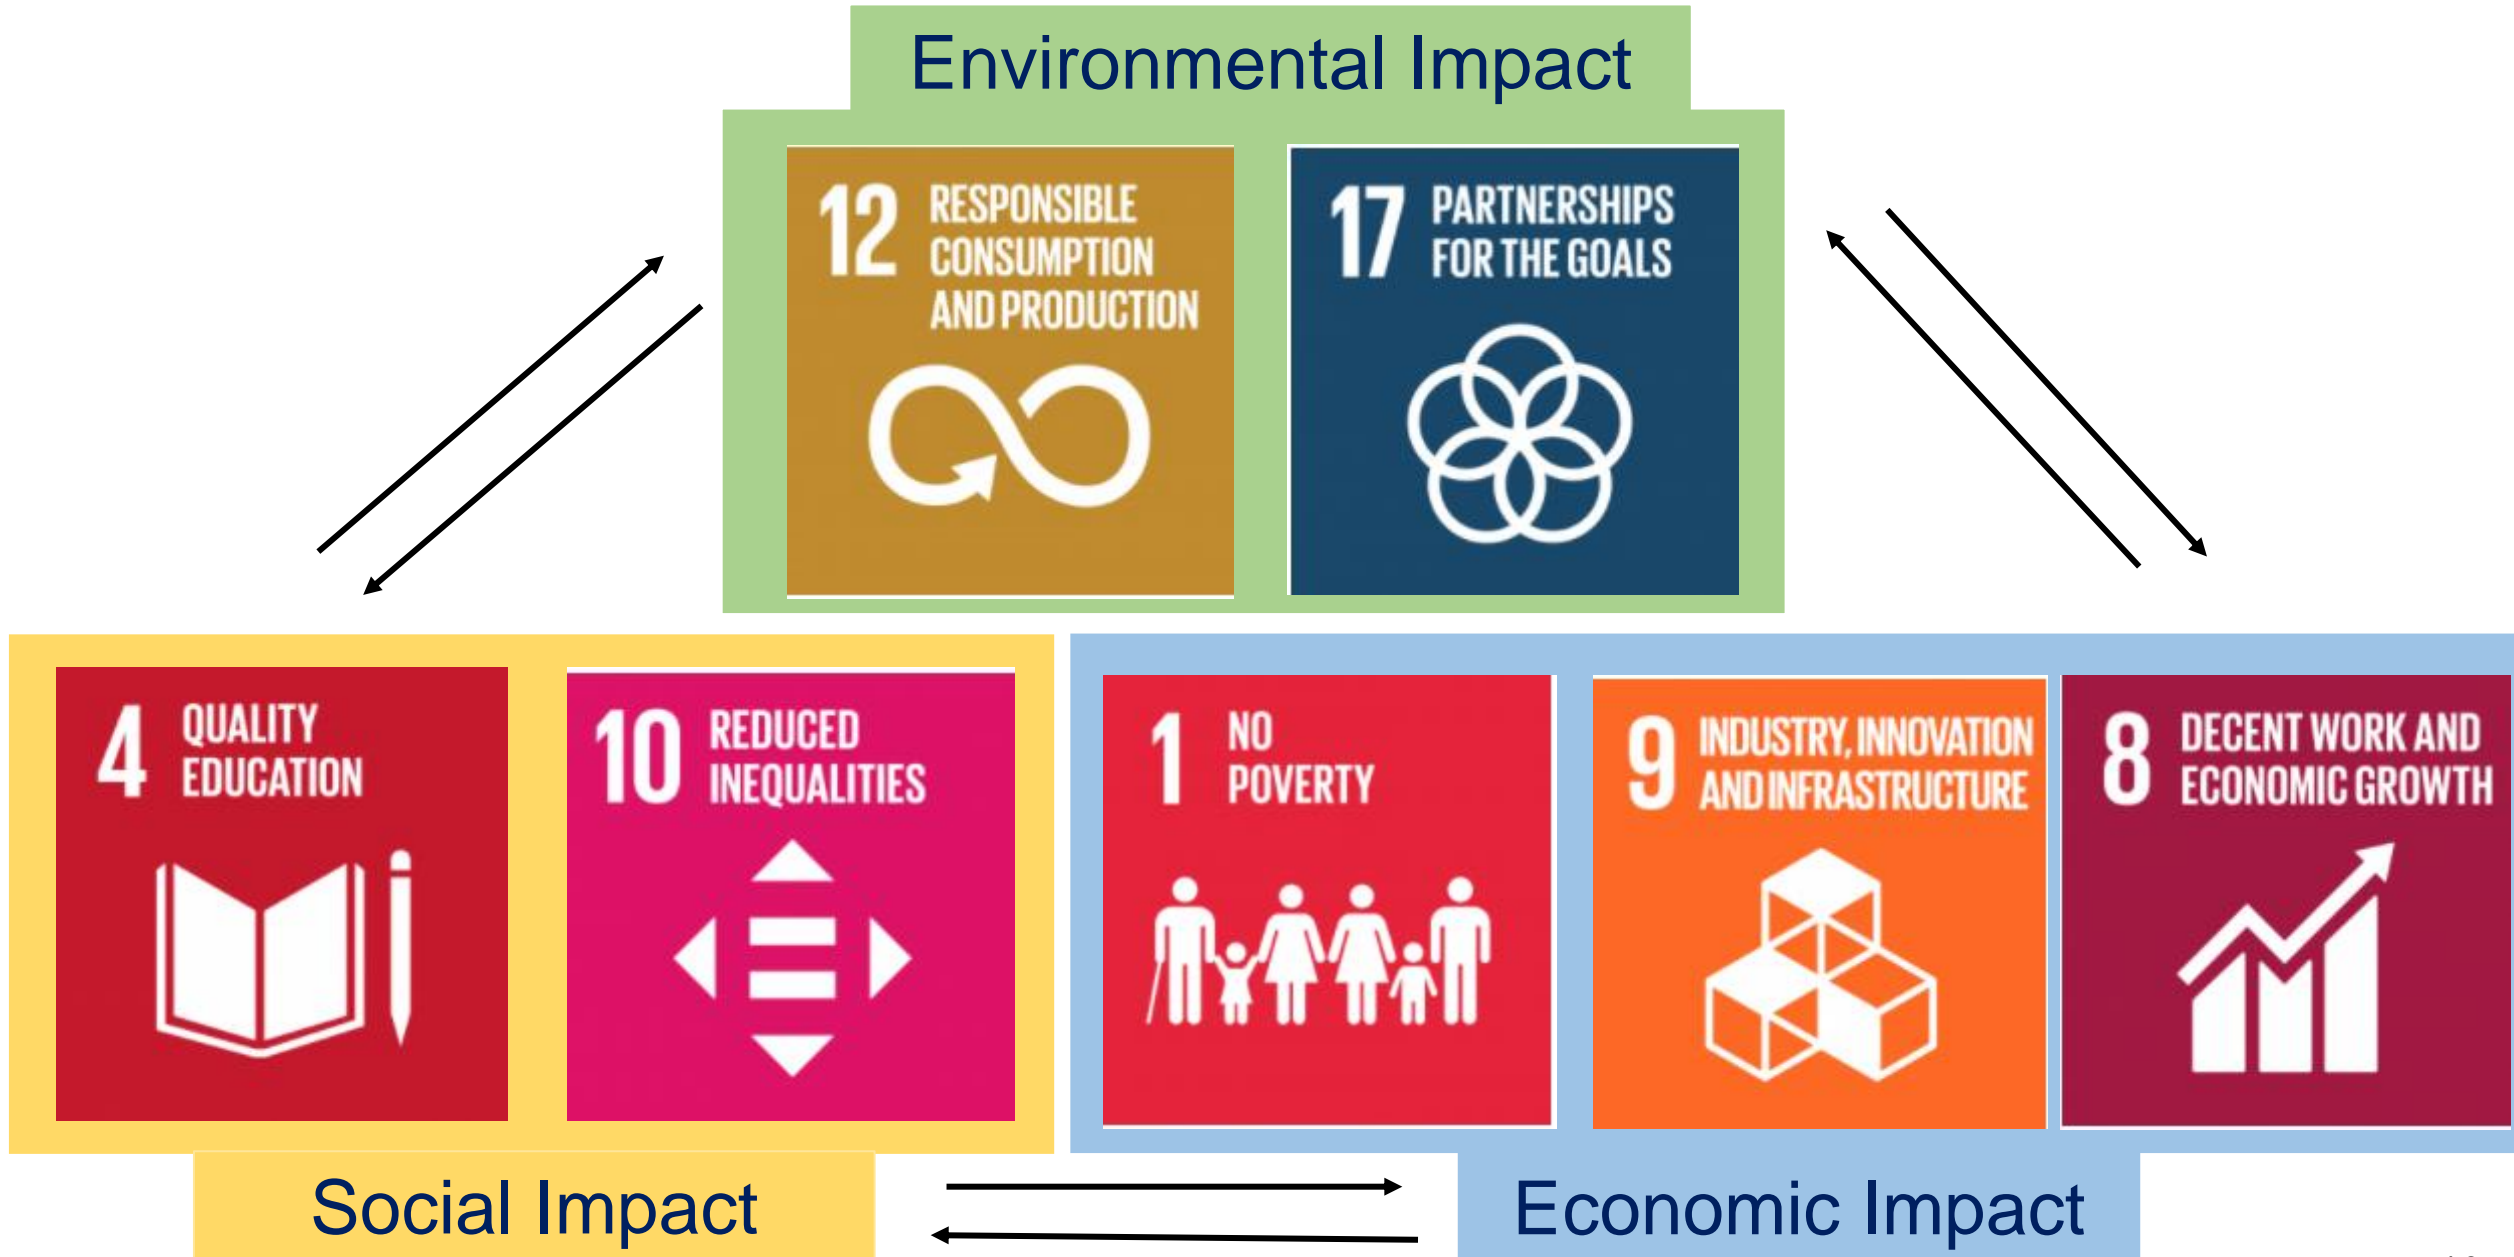 Environmental Impact
12 RESPONSIBLE
CONSUMPTION
AND PRODUCTION
17 PARTNERSHIPS
FOR THE GOALS
4 QUALITY
EDUCATION
10 REDUCED
INEQUALITIES
1 NO
POVERTY
9 INDUSTRY, INNOVATION
AND INFRASTRUCTURE
8 DECENT WORK AND
ECONOMIC GROWTH
Social Impact
Economic Impact